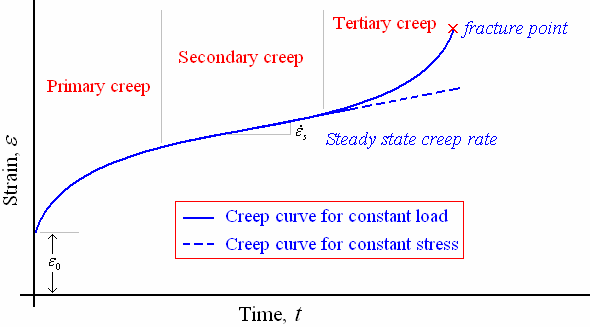 Tertiary creep
fracture point
Secondary creep
Primary creep
ε̇s
Steady state creep rate
Strain, ε
Creep curve for constant load
Creep curve for constant stress
ε0
Time, t